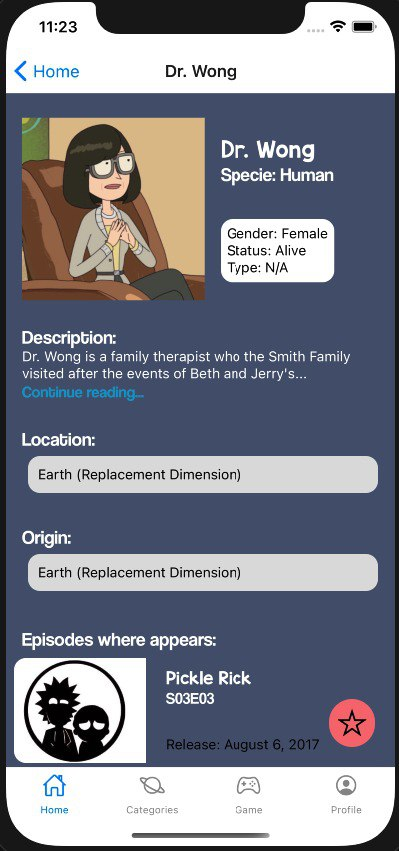 11:23
Home
Dr. Wong
Dr. Wong
Specie: Human
Gender: Female
Status: Alive
Type: N/A
Description:
Dr. Wong is a family therapist who the Smith Family
visited after the events of Beth and Jerry's...
Continue reading...
Location:
Earth (Replacement Dimension)
Origin:
Earth (Replacement Dimension)
Episodes where appears:
Pickle Rick
S03E03
Release: August 6, 2017
Home
Categories
Game
Profile